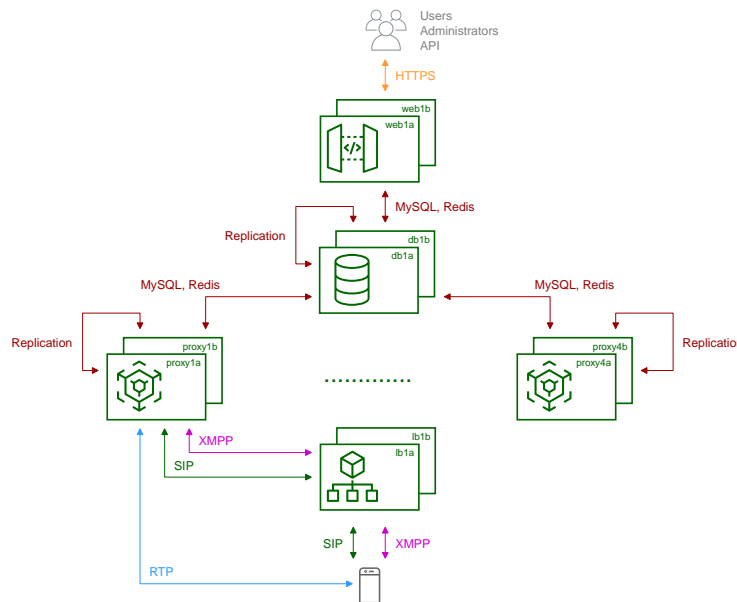 Users
Administrators
API
HTTPS
web1b
web1a
</>
MySQL, Redis
Replication
db1b
db1a
MySQL, Redis
MySQL, Redis
Replication
proxy1b
proxy1a
proxy4b
proxy4a
Replicatio
XMPP
SIP
lb1b
lb1a
SIP
XMPP
RTP